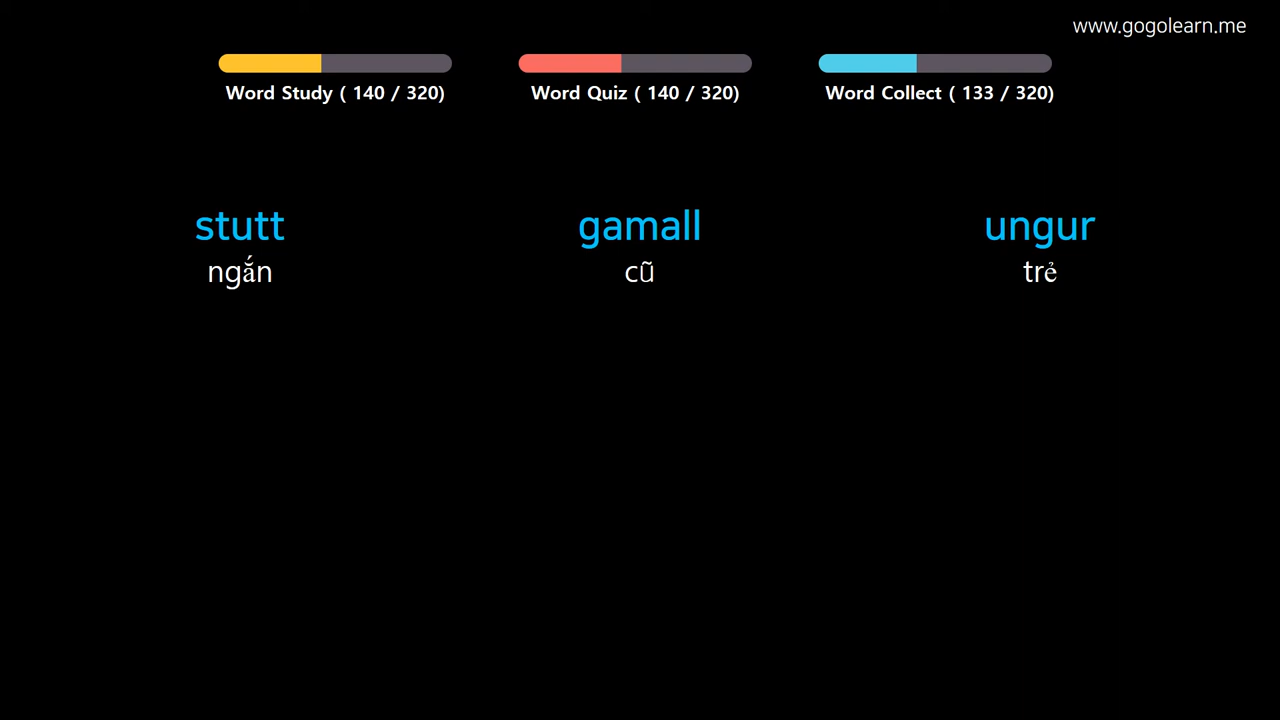 www.gogolearn.me
Word Study ( 140 / 320)
Word Quiz ( 140 / 320)
Word Collect ( 133 / 320)
stutt
ngắn
gamall
cũ
ungur
trẻ